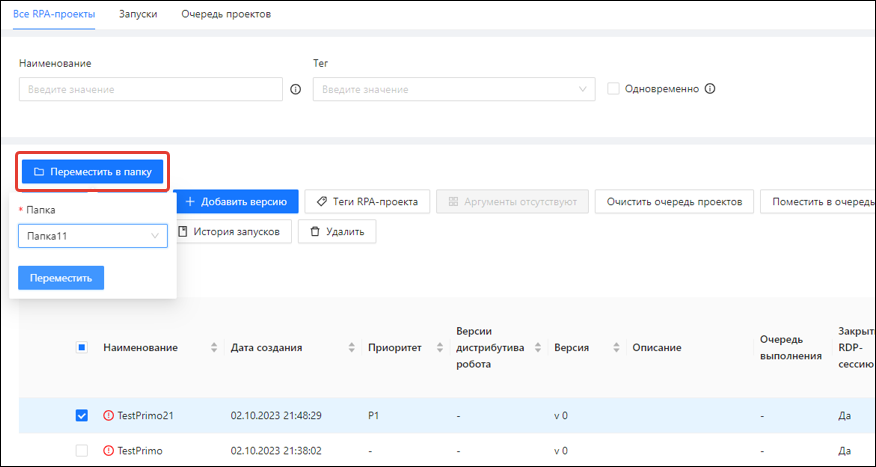 Все RPA-проекты Запуски Очередь проектов
Наименование Тег
Введите значение Введите значение Одновременно
Переместить в папку
Добавить версию Теги RPA-проекта Аргументы отсутствуют Очистить очередь проектов Поместить в очередь
* Папка
Папка11 История запусков Удалить
Переместить
Наименование Дата создания Приоритет Версии дистрибутива робота Версия Описание Очередь выполнения Закрыть RDP-сессию
TestPrimo21 02.10.2023 21:48:29 P1 - v 0 - Да
TestPrimo 02.10.2023 21:38:02 - - v 0 - Да